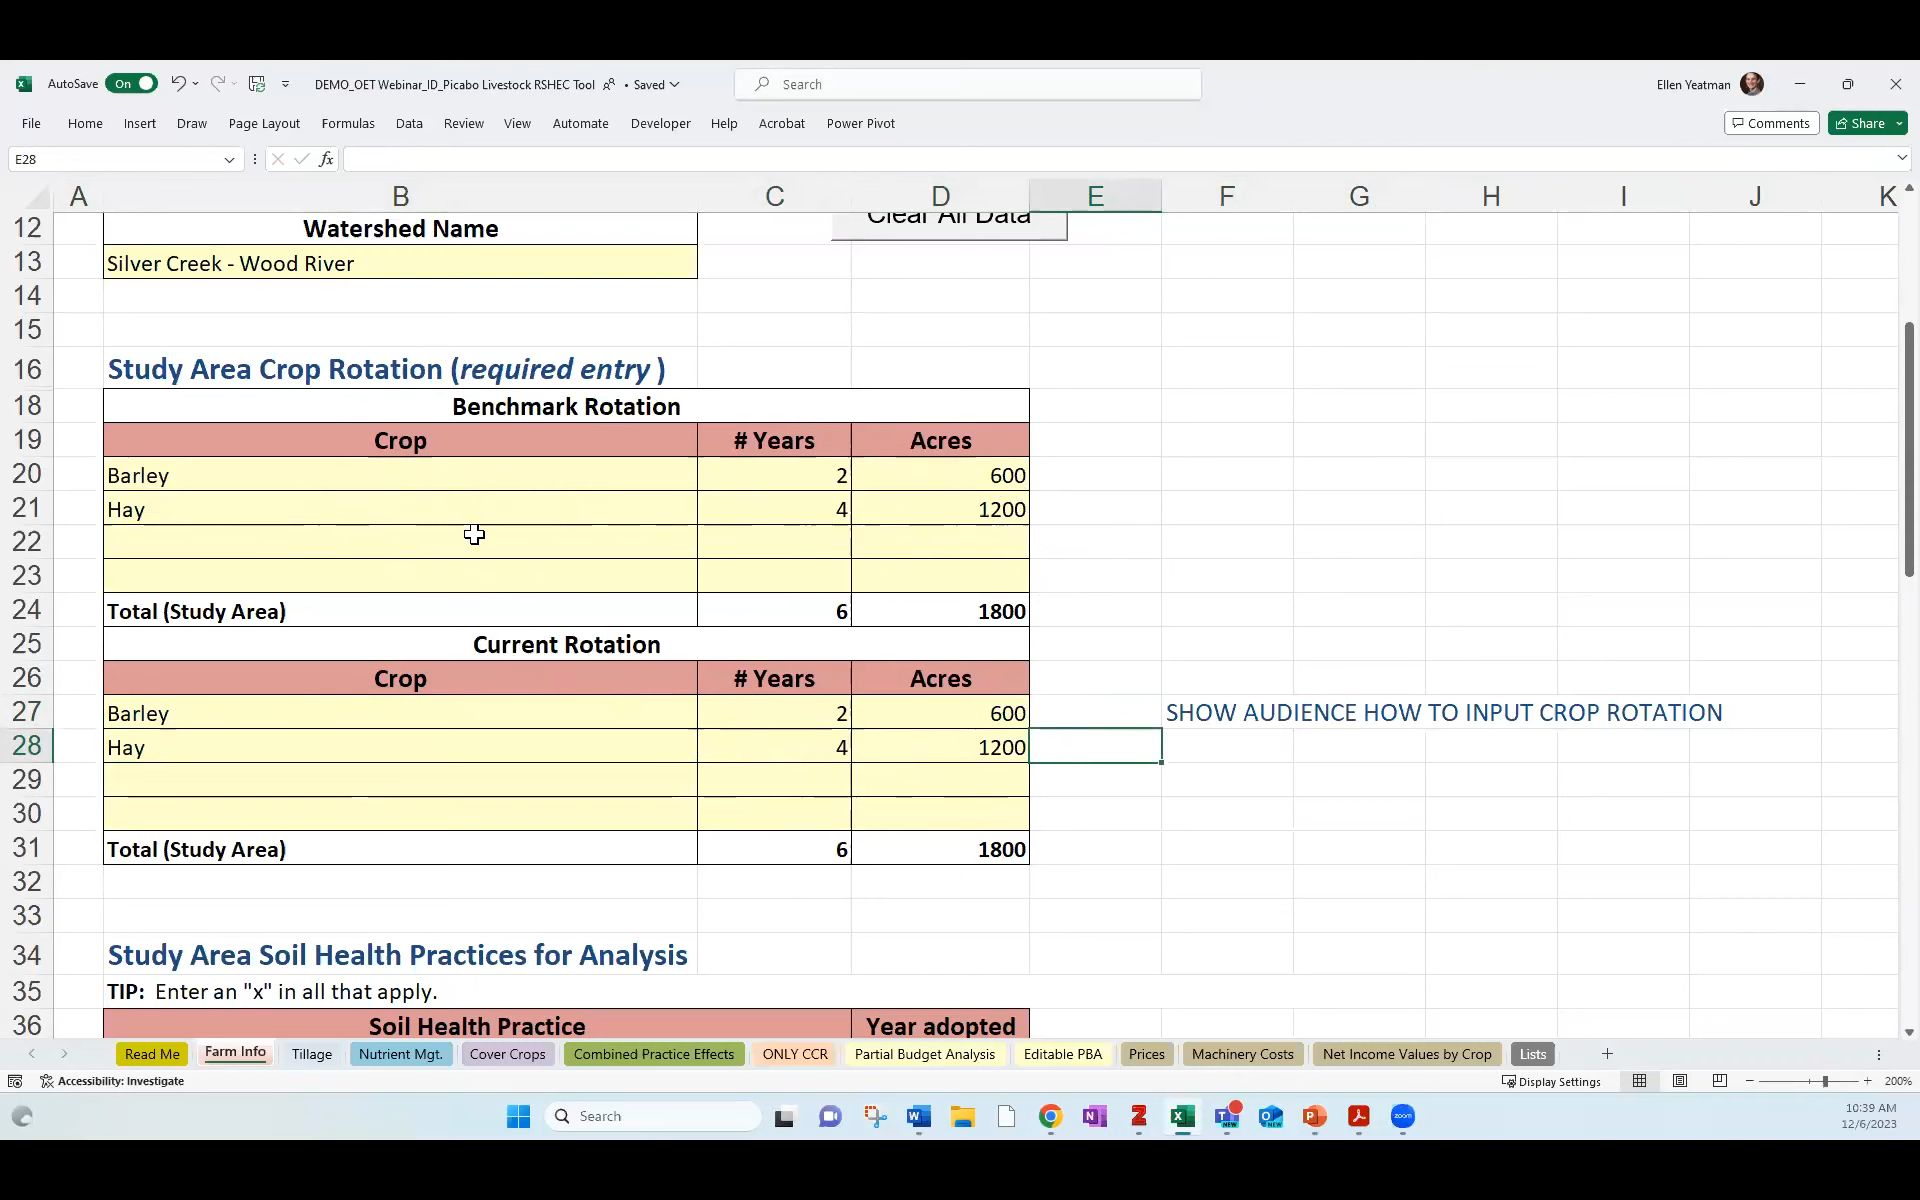 AutoSave On DEMO_OET Webinar_ID_Picabo Livestock RSHEC Tool • Saved Search Ellen Yeatman
File Home Insert Draw Page Layout Formulas Data Review View Automate Developer Help Acrobat Power Pivot Comments Share
E28 fx
A B C D E F G H I J K
12 Watershed Name Clear All Data
13 Silver Creek - Wood River
14
15
16 Study Area Crop Rotation (required entry )
18 Benchmark Rotation
19 Crop # Years Acres
20 Barley 2 600
21 Hay 4 1200
22
23
24 Total (Study Area) 6 1800
25 Current Rotation
26 Crop # Years Acres
27 Barley 2 600 SHOW AUDIENCE HOW TO INPUT CROP ROTATION
28 Hay 4 1200
29
30
31 Total (Study Area) 6 1800
32
33
34 Study Area Soil Health Practices for Analysis
35 TIP: Enter an "x" in all that apply.
36 Soil Health Practice Year adopted
Read Me Farm Info Tillage Nutrient Mgt. Cover Crops Combined Practice Effects ONLY CCR Partial Budget Analysis Editable PBA Prices Machinery Costs Net Income Values by Crop Lists
Accessibility: Investigate Display Settings 200%
Search 10:39 AM
12/6/2023